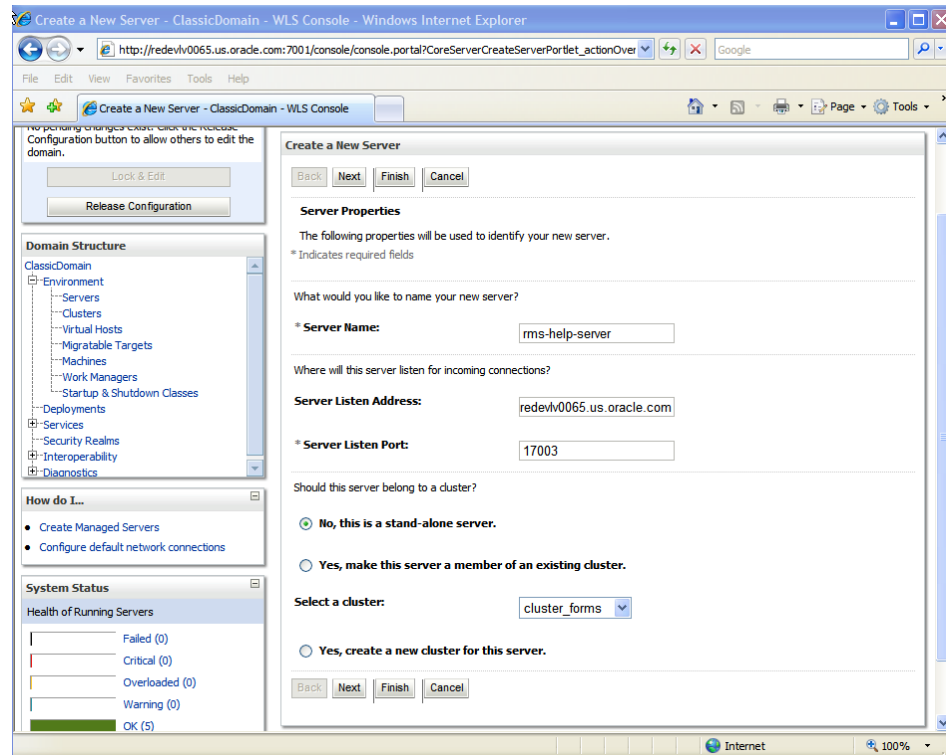 Create a New Server - ClassicDomain - WLS Console - Windows Internet Explorer
http://redevlv0065.us.oracle.com:7001/console/console.portal?CoreServerCreateServerPortlet_actionOver
Google
File Edit View Favorites Tools Help
Create a New Server - ClassicDomain - WLS Console
Page Tools
No pending changes exist. Click the Release
Configuration button to allow others to edit the
domain.
Lock & Edit
Release Configuration
Domain Structure
ClassicDomain
Environment
Servers
Clusters
Virtual Hosts
Migratable Targets
Machines
Work Managers
Startup & Shutdown Classes
Deployments
Services
Security Realms
Interoperability
Diagnostics
How do I...
Create Managed Servers
Configure default network connections
System Status
Health of Running Servers
Failed (0)
Critical (0)
Overloaded (0)
Warning (0)
OK (5)
Create a New Server
Back Next Finish Cancel
Server Properties
The following properties will be used to identify your new server.
* Indicates required fields
What would you like to name your new server?
* Server Name: rms-help-server
Where will this server listen for incoming connections?
Server Listen Address: redevlv0065.us.oracle.com
* Server Listen Port: 17003
Should this server belong to a cluster?
No, this is a stand-alone server.
Yes, make this server a member of an existing cluster.
Select a cluster: cluster_forms
Yes, create a new cluster for this server.
Back Next Finish Cancel
Internet 100%